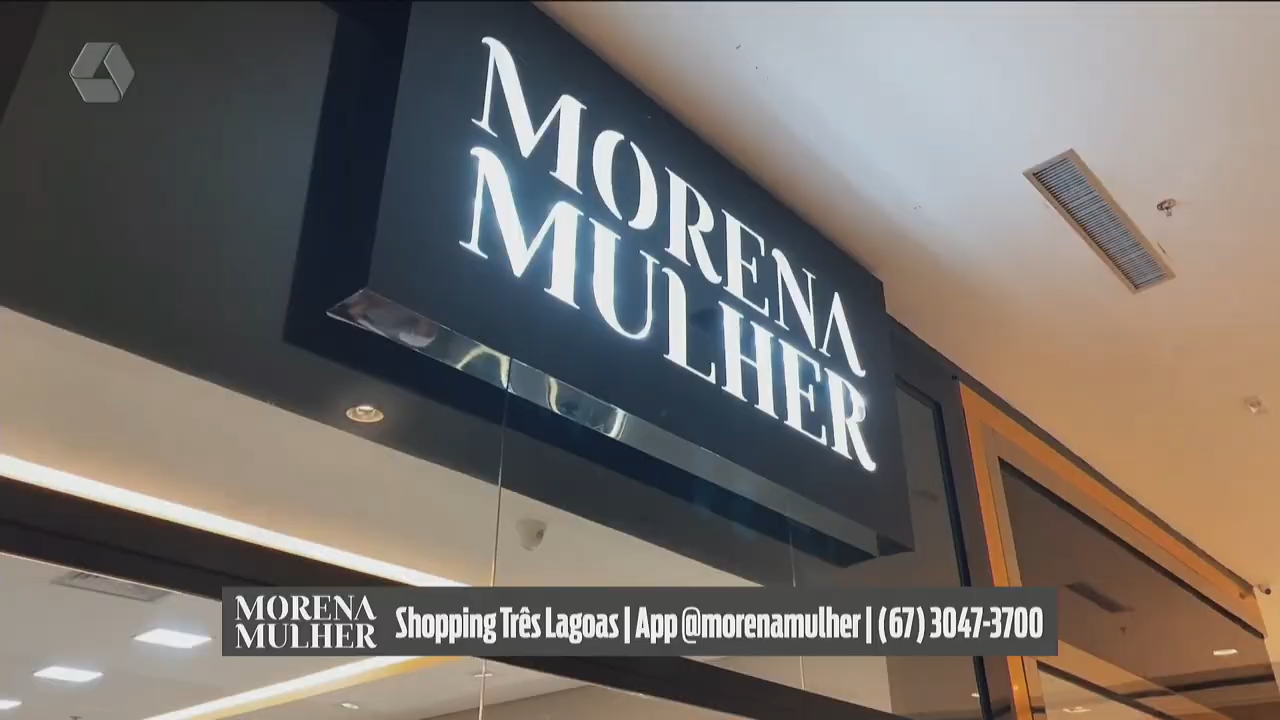 MORENA
MULHER
MORENA
MULHER
Shopping Três Lagoas | App @morenamulher | (67) 3047-3700